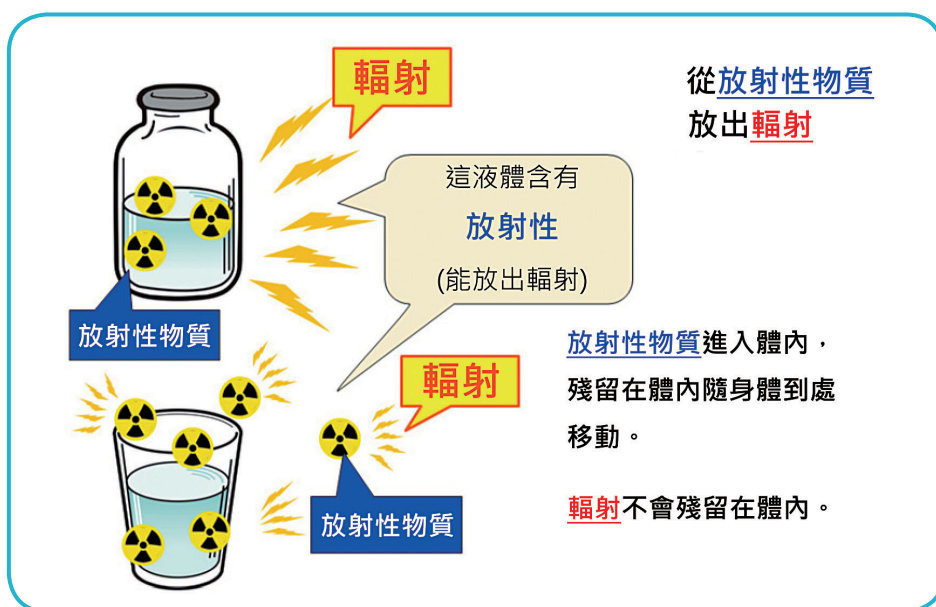 輻射
從放射性物質
放出輻射
這液體含有
放射性
(能放出輻射)
放射性物質
放射性物質進入體內，
殘留在體內隨身體到處
移動。
輻射
放射性物質
輻射不會殘留在體內。